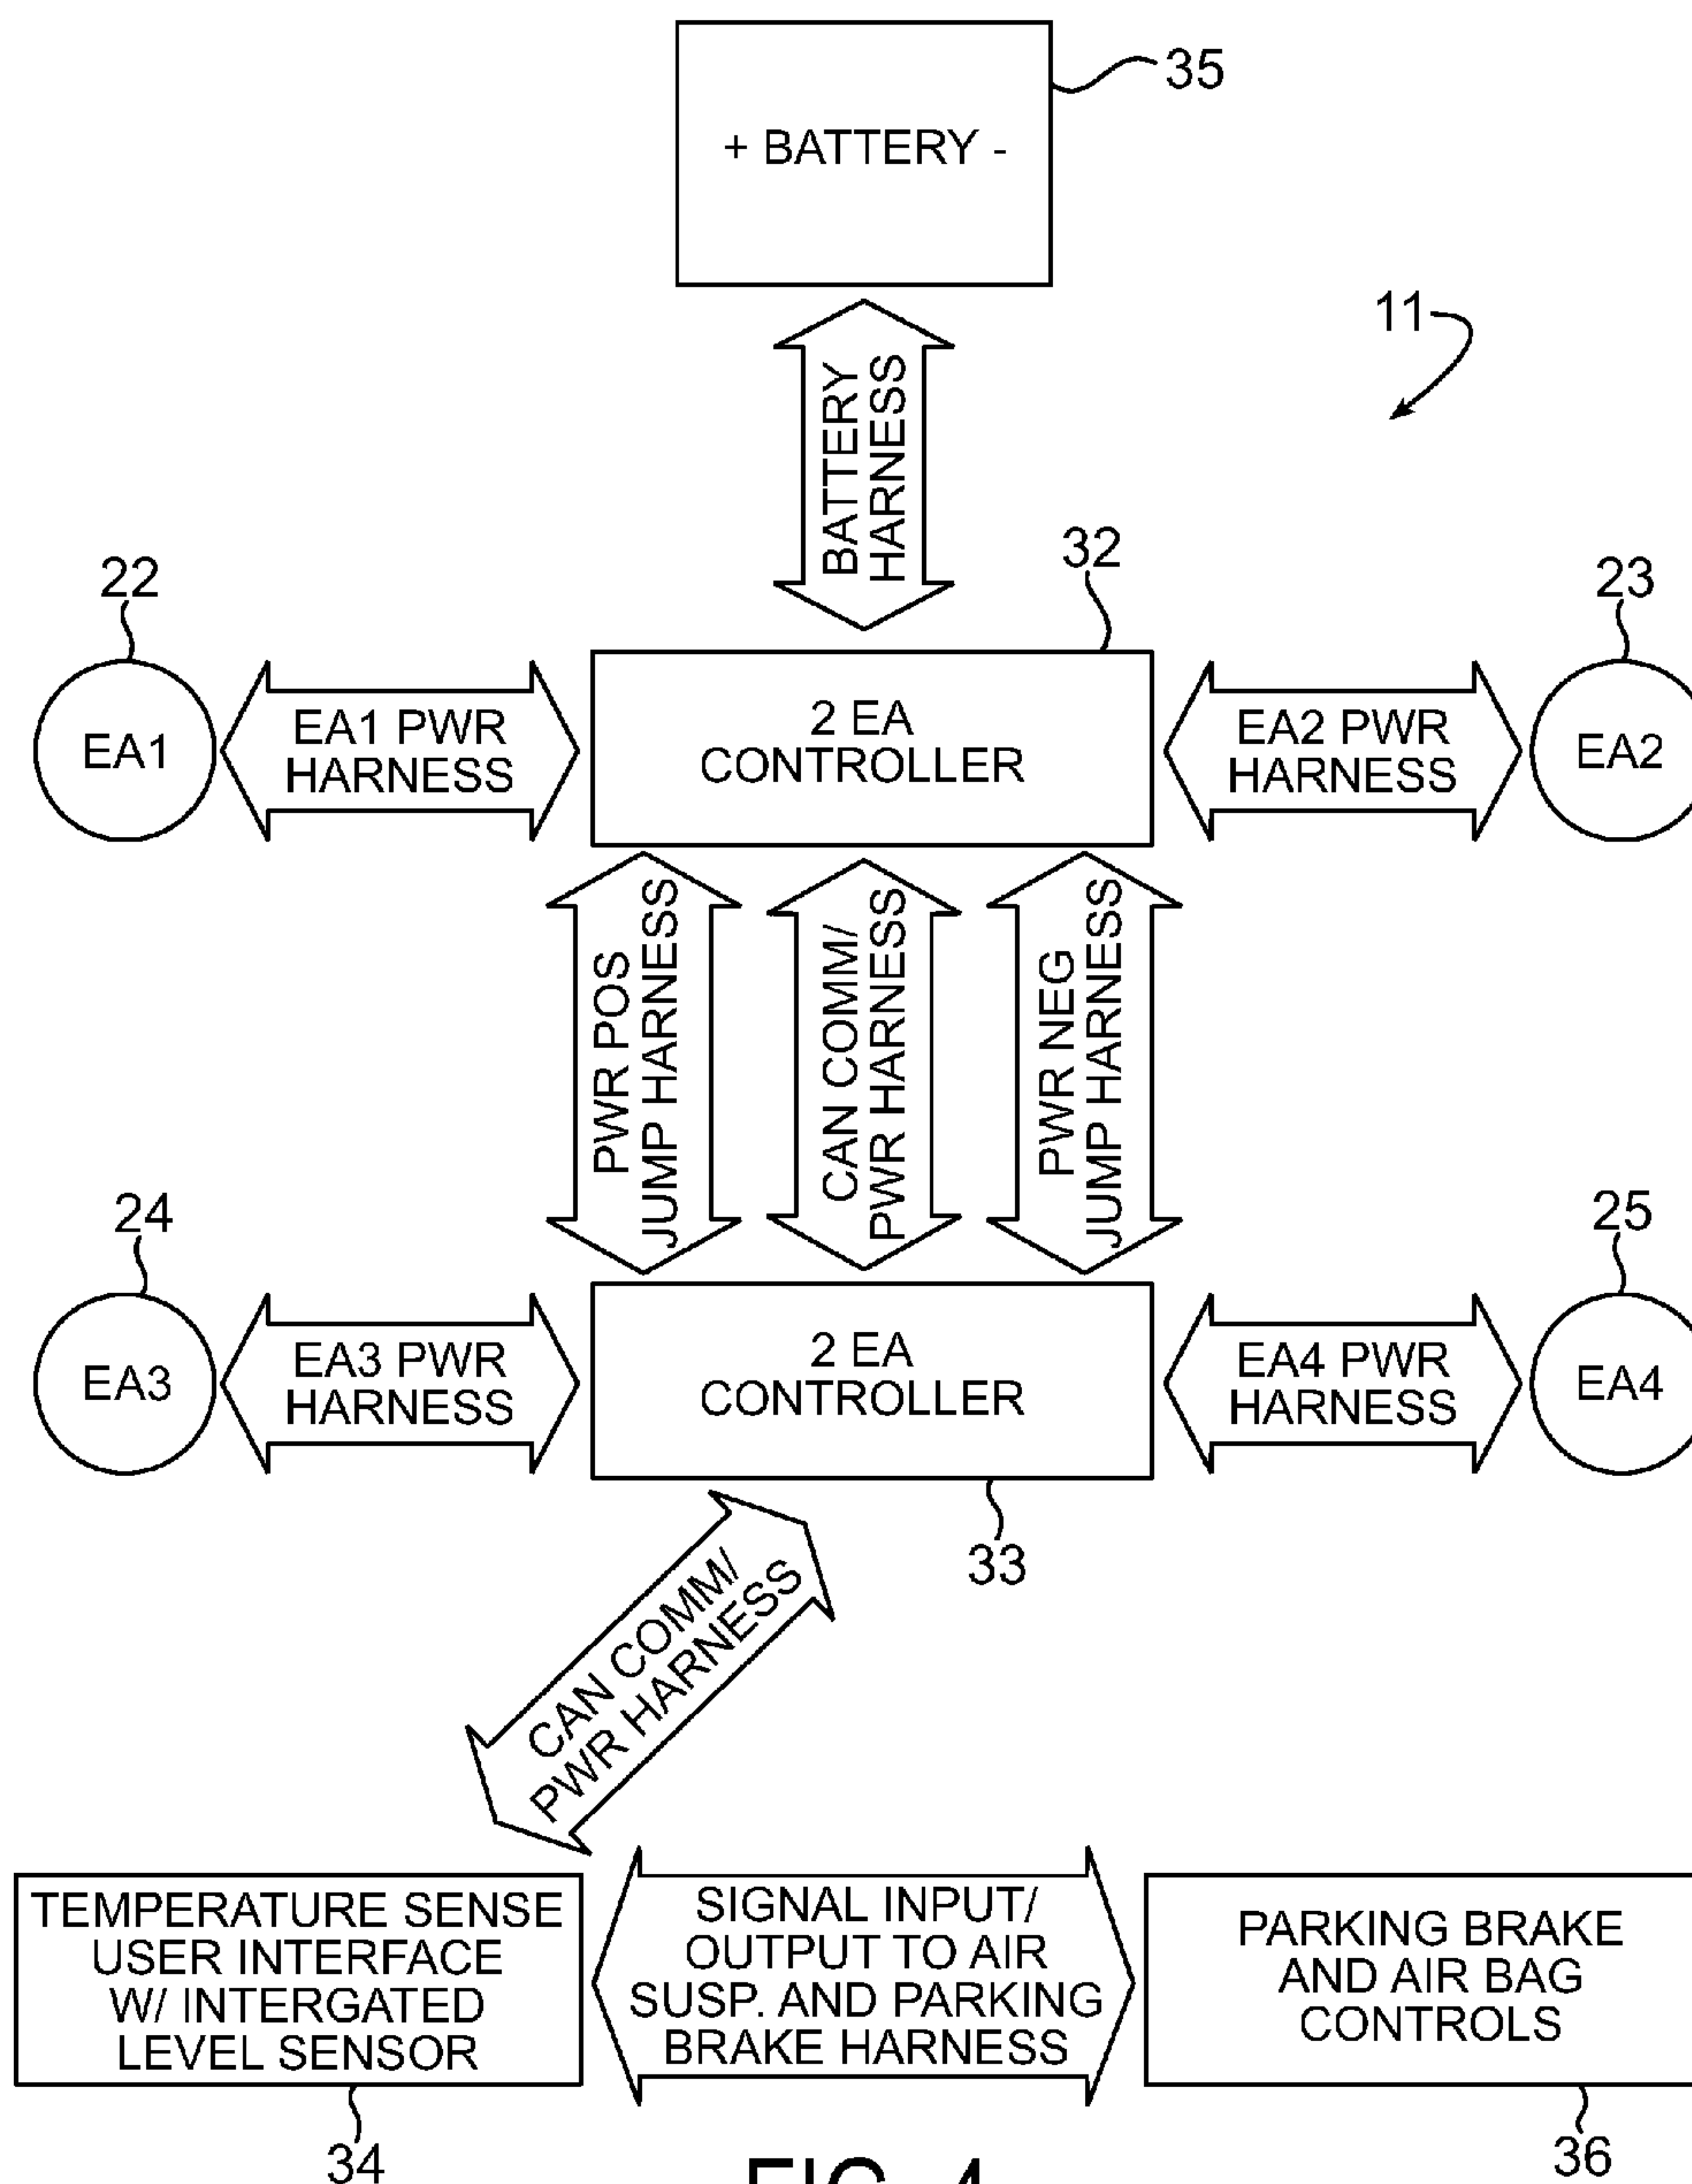 35
+ BATTERY -
11
BATTERY
HARNESS
32
22
23
EA1
EA1 PWR
HARNESS
2 EA
CONTROLLER
EA2 PWR
HARNESS
EA2
PWR POS
JUMP HARNESS
CAN COMM/
PWR HARNESS
PWR NEG
JUMP HARNESS
24
25
EA3
EA3 PWR
HARNESS
2 EA
CONTROLLER
EA4 PWR
HARNESS
EA4
33
CAN COMM/
PWR HARNESS
TEMPERATURE SENSE
USER INTERFACE
W/ INTERGATED
LEVEL SENSOR
SIGNAL INPUT/
OUTPUT TO AIR
SUSP. AND PARKING
BRAKE HARNESS
PARKING BRAKE
AND AIR BAG
CONTROLS
34
36
FIG. 4